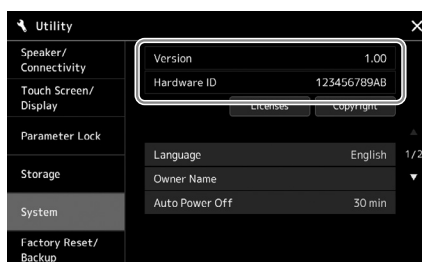 Utility
×
Speaker/
Connectivity
Touch Screen/
Display
Parameter Lock
Storage
System
Factory Reset/
Backup
Version 1.00
Hardware ID 123456789AB
Licenses Copyright
Language English
Owner Name
Auto Power Off 30 min
1/2